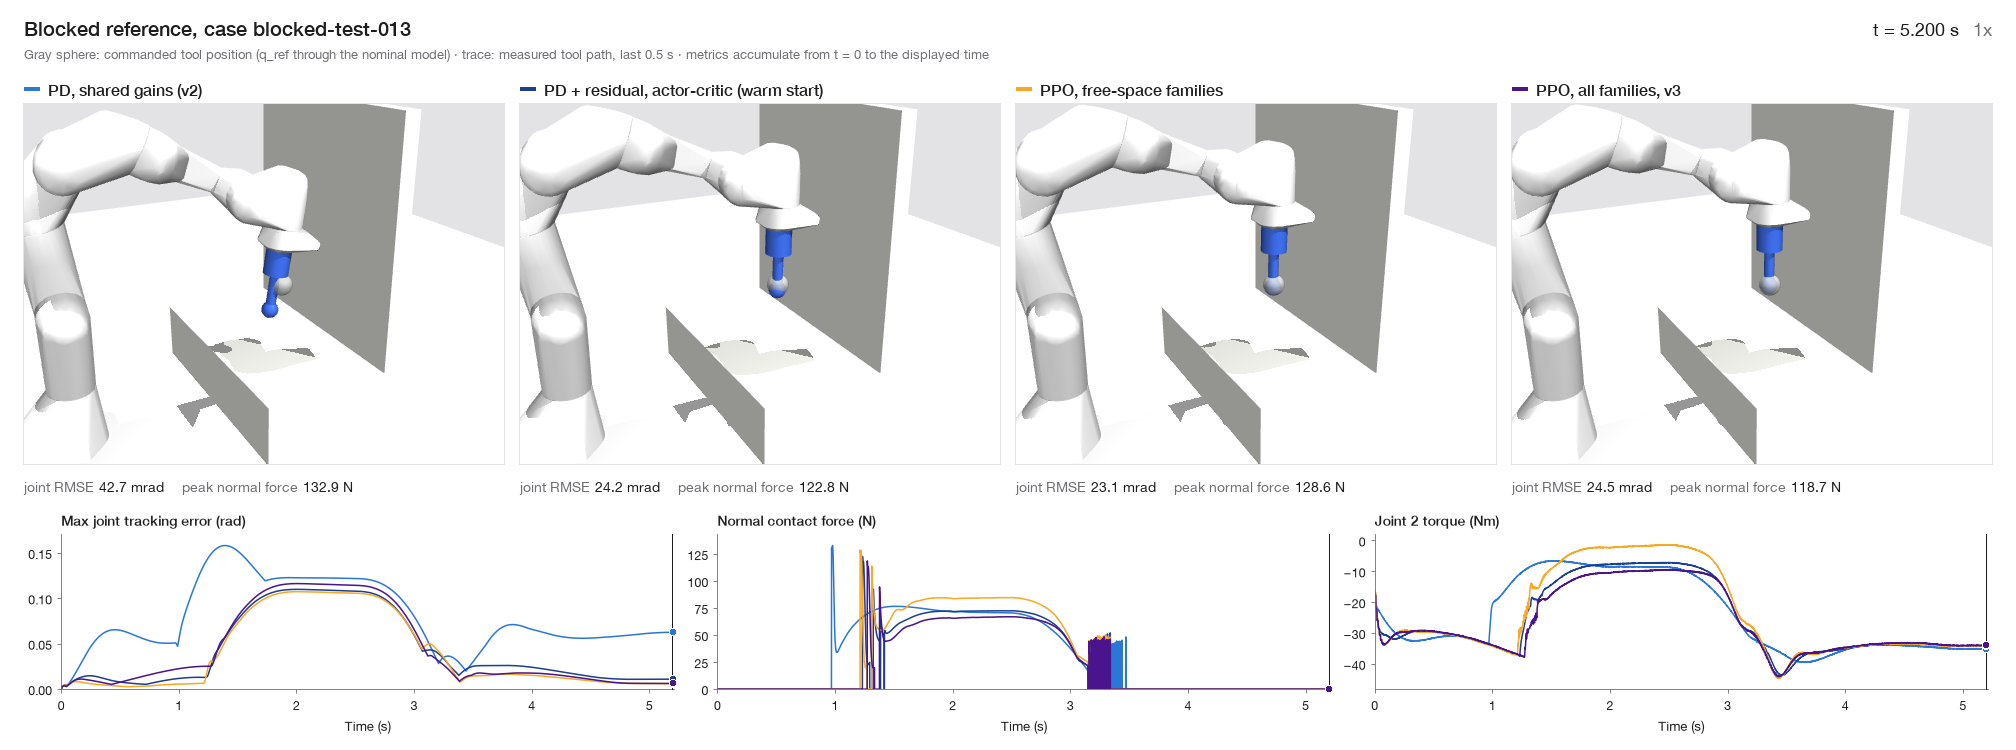 Blocked reference, case blocked-test-013
t = 5.200 s 1x
Gray sphere: commanded tool position (q_ref through the nominal model) · trace: measured tool path, last 0.5 s · metrics accumulate from t = 0 to the displayed time
PD, shared gains (v2)
PD + residual, actor-critic (warm start)
PPO, free-space families
PPO, all families, v3
joint RMSE 42.7 mrad peak normal force 132.9 N
joint RMSE 24.2 mrad peak normal force 122.8 N
joint RMSE 23.1 mrad peak normal force 128.6 N
joint RMSE 24.5 mrad peak normal force 118.7 N
Max joint tracking error (rad)
0.15
0.10
0.05
0.00
0 1 2 3 4 5
Time (s)
Normal contact force (N)
125
100
75
50
25
0
0 1 2 3 4 5
Time (s)
Joint 2 torque (Nm)
0
−10
−20
−30
−40
0 1 2 3 4 5
Time (s)